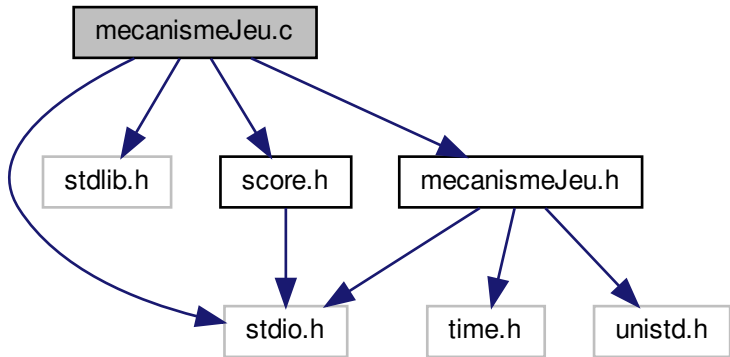 mecanismeJeu.c
stdlib.h
score.h
mecanismeJeu.h
stdio.h
time.h
unistd.h